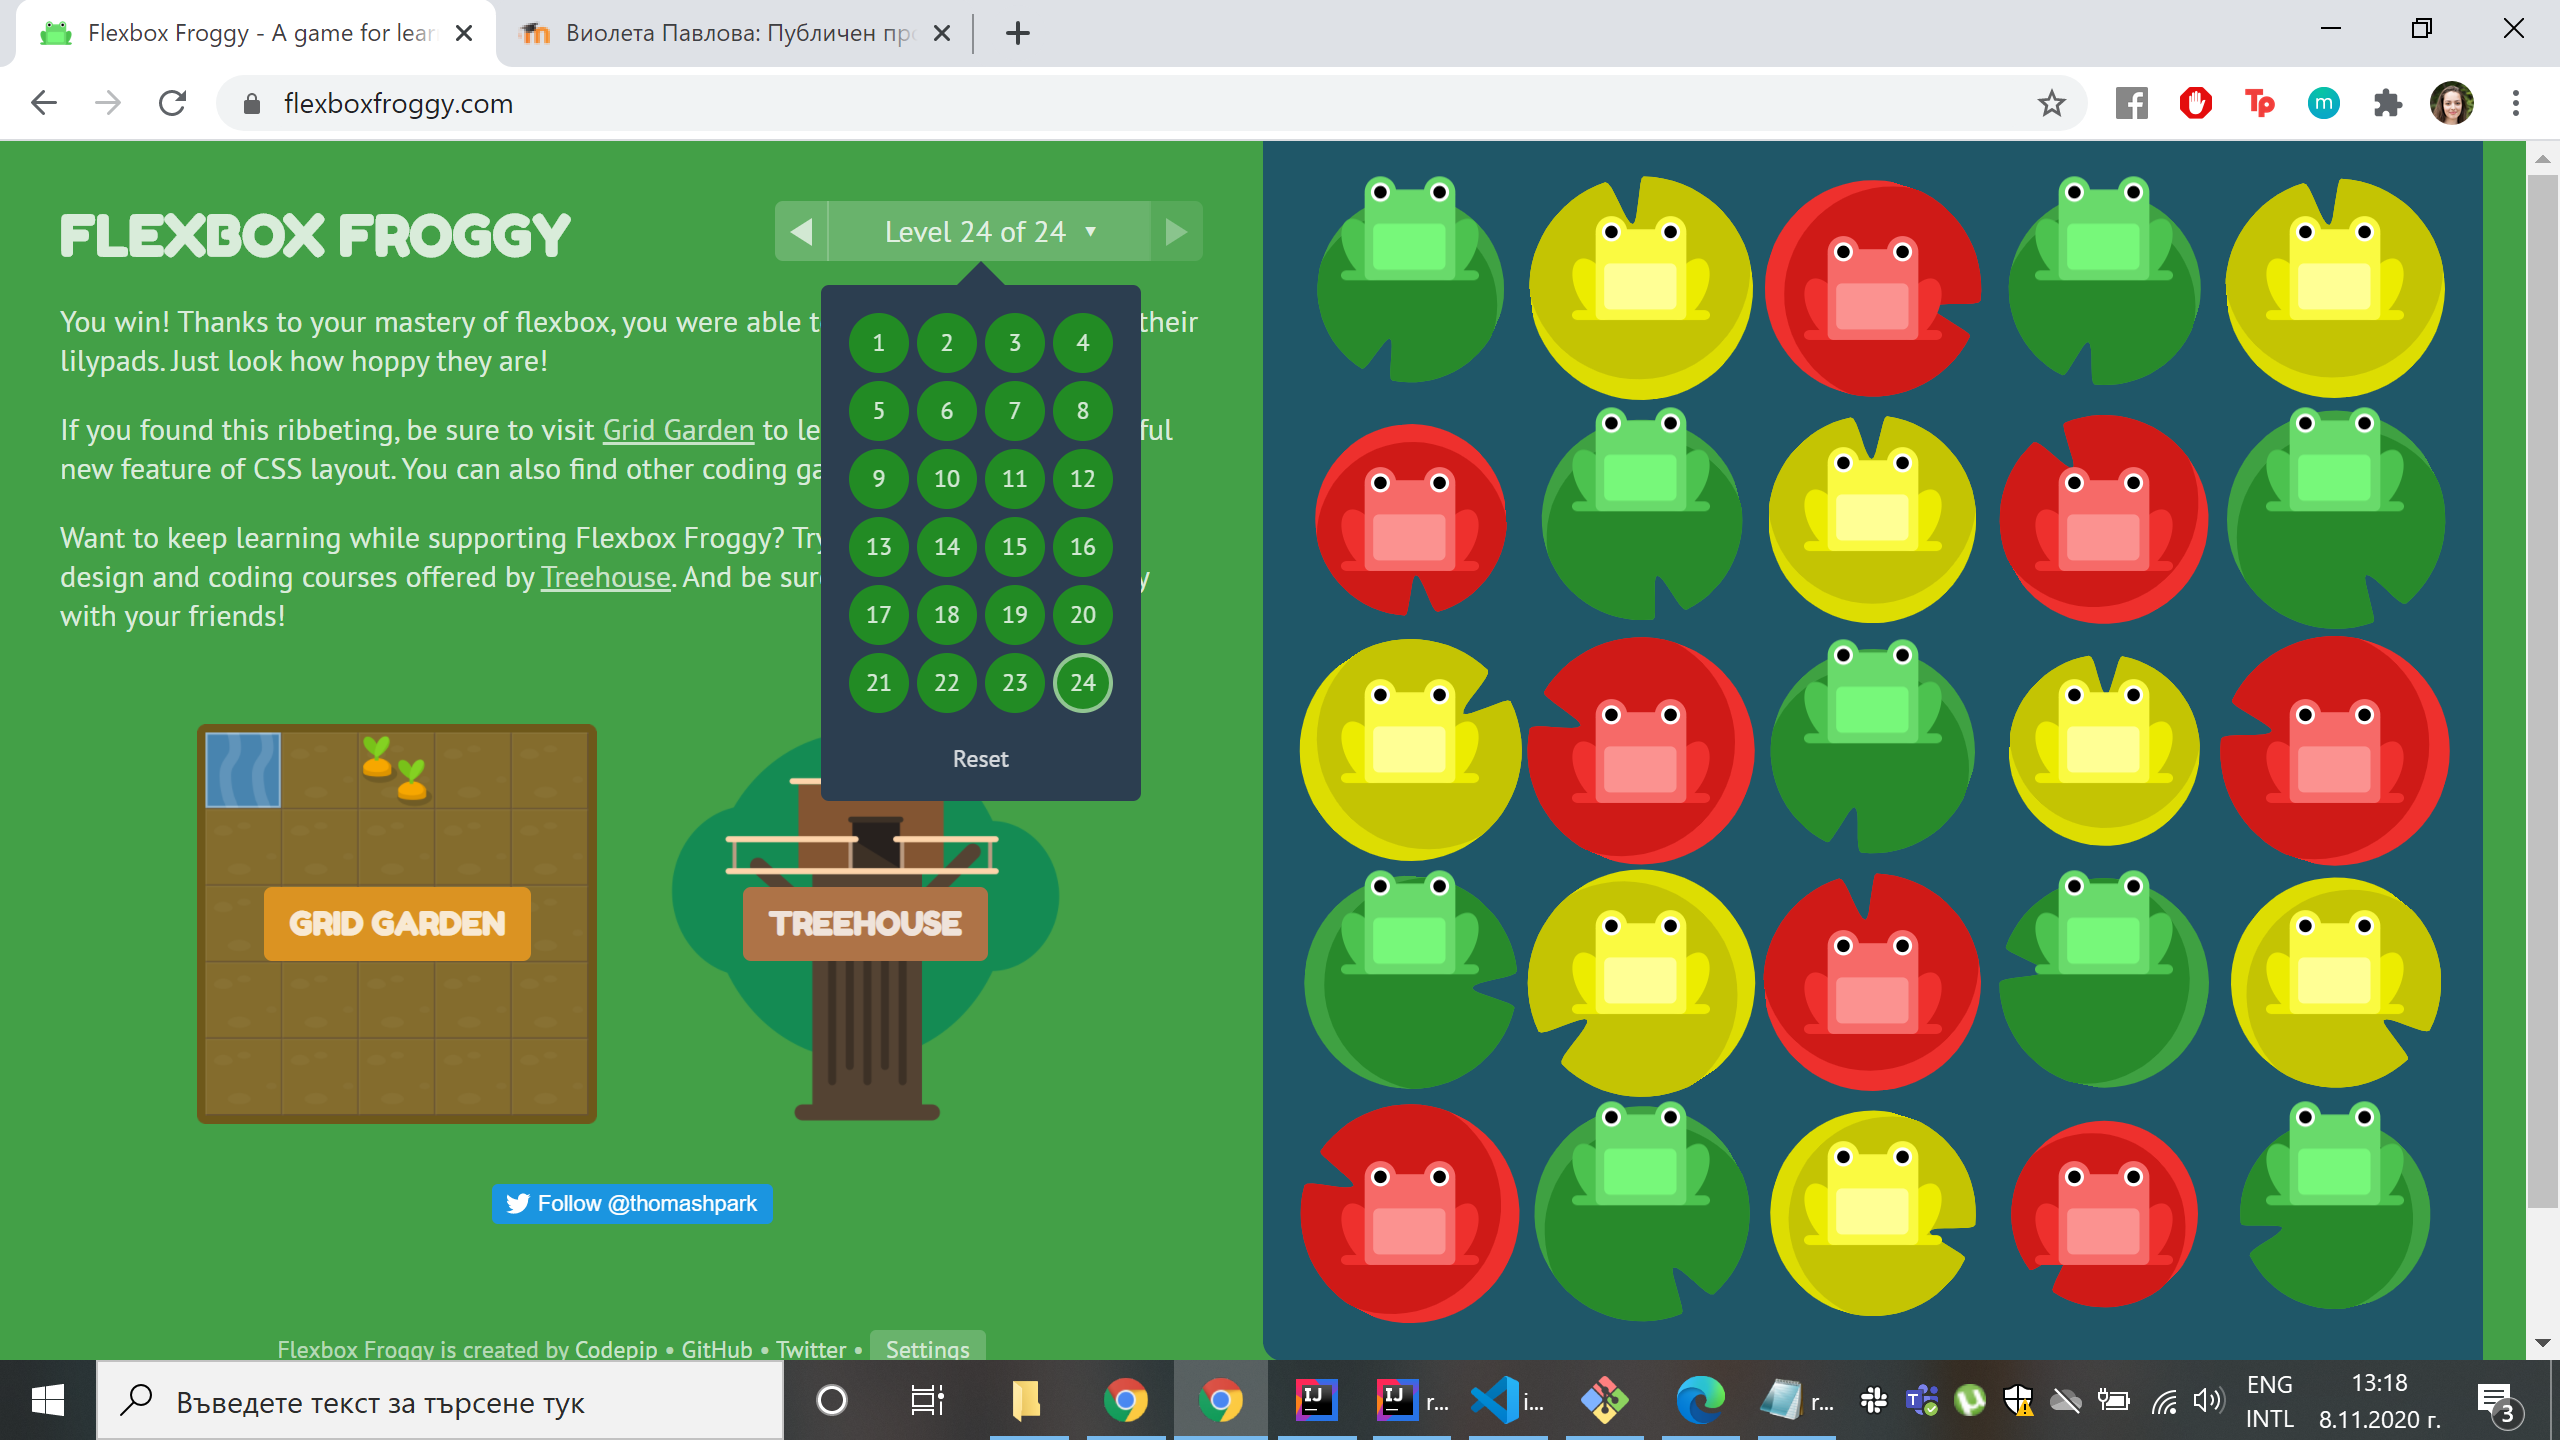 Flexbox Froggy - A game for lear
Виолета Павлова: Публичен пр
flexboxfroggy.com
Tp
m
FLEXBOX FROGGY
Level 24 of 24 ▼
You win! Thanks to your mastery of flexbox, you were able t their
lilypads. Just look how hoppy they are!
If you found this ribbeting, be sure to visit Grid Garden to le ful
new feature of CSS layout. You can also find other coding ga
Want to keep learning while supporting Flexbox Froggy? Try
design and coding courses offered by Treehouse. And be sur y
with your friends!
1 2 3 4
5 6 7 8
9 10 11 12
13 14 15 16
17 18 19 20
21 22 23 24
Reset
GRID GARDEN
TREEHOUSE
Follow @thomashpark
Flexbox Froggy is created by Codepip • GitHub • Twitter • Settings
Въведете текст за търсене тук
IJ
IJ r...
i...
r...
ENG
INTL
13:18
8.11.2020 г.
3